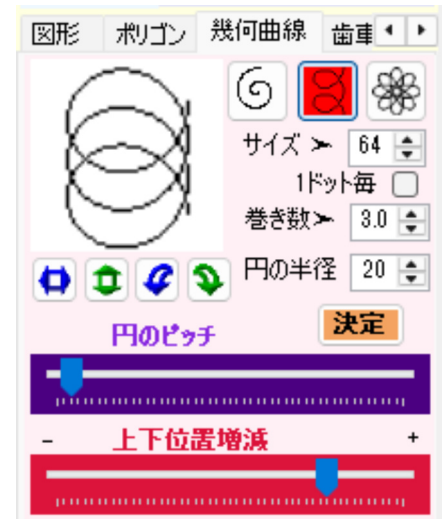 図形 ポリゴン 幾何曲線 歯車
サイズ ➢ 64
1ドット毎
巻き数➢ 3.0
円の半径 20
決定
円のピッチ
- 上下位置増減 +